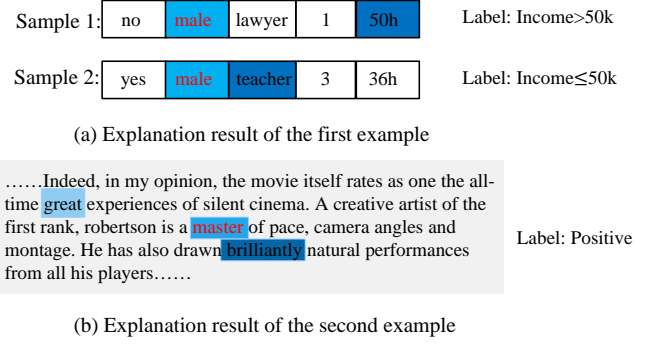 Sample 1: no male lawyer 1 50h Label: Income>50k
Sample 2: yes male teacher 3 36h Label: Income≤50k
(a) Explanation result of the first example
……Indeed, in my opinion, the movie itself rates as one the all-
time great experiences of silent cinema. A creative artist of the
first rank, robertson is a master of pace, camera angles and
montage. He has also drawn brilliantly natural performances
from all his players……
Label: Positive
(b) Explanation result of the second example